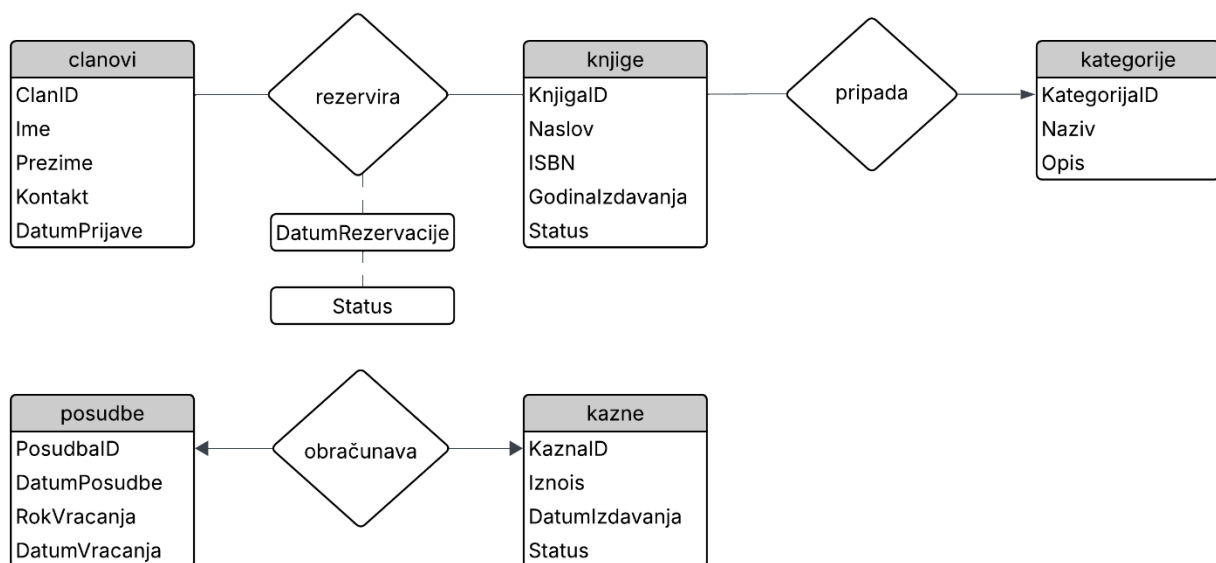 clanovi
ClanID
Ime
Prezime
Kontakt
DatumPrijave
rezervira
DatumRezervacije
Status
knjige
KnjigaID
Naslov
ISBN
GodinaIzdavanja
Status
pripada
kategorije
KategorijaID
Naziv
Opis
posudbe
PosudbaID
DatumPosudbe
RokVracanja
DatumVracanja
obračunava
kazne
KaznaID
Iznois
DatumIzdavanja
Status